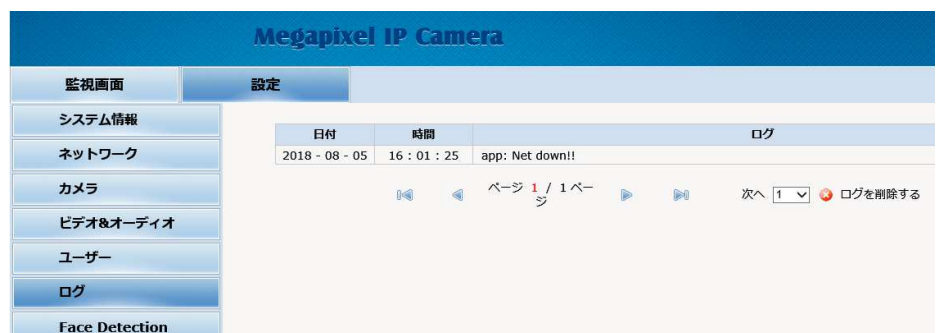 Megapixel IP Camera
監視画面 設定
システム情報
ネットワーク
カメラ
ビデオ&オーディオ
ユーザー
ログ
Face Detection
日付 時間 ログ
2018 - 08 - 05 16 : 01 : 25 app: Net down!!
ページ 1 / 1 ペー
ジ
次へ 1 ログを削除する